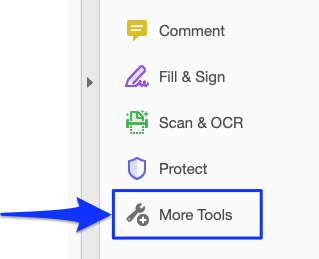 Comment
Fill & Sign
Scan & OCR
Protect
More Tools